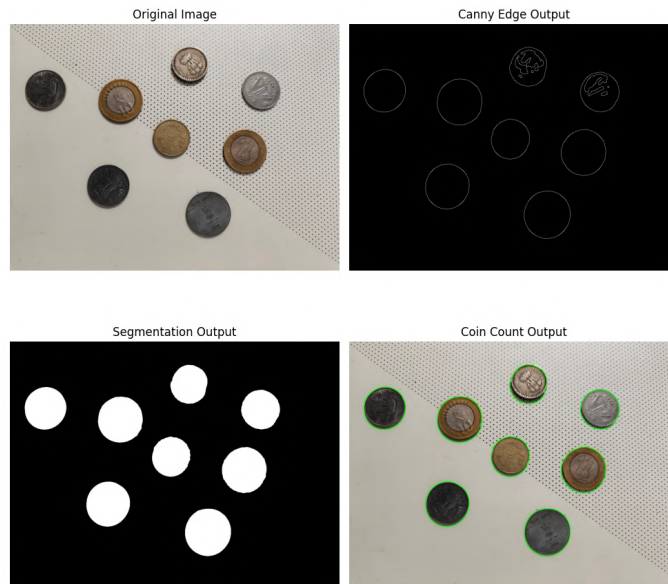 Original Image
Canny Edge Output
Segmentation Output
Coin Count Output